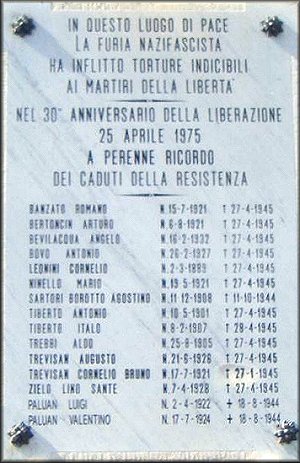 IN QUESTO LUOGO DI PACE
LA FURIA NAZIFASCISTA
HA INFLITTO TORTURE INDICIBILI
AI MARTIRI DELLA LIBERTA'
NEL 30° ANNIVERSARIO DELLA LIBERAZIONE
25 APRILE 1975
A PERENNE RICORDO
DEI CADUTI DELLA RESISTENZA
BANZATO ROMANO N.15-7-1921 † 27-4-1945
BERTONCIN ARTURO N.6-8-1921 † 27-4-1945
BEVILACQUA ANGELO N.16-2-1932 † 27-4-1945
BOVO ANTONIO N.26-2-1927 † 27-4-1945
LEONINI CORNELIO N.2-3-1889 † 27-4-1945
NINELLO MARIO N.19-5-1921 † 27-4-1945
SARTORI BOROTTO AGOSTINO N.11-12-1908 † 11-10-1944
TIBERTO ANTONIO N.10-5-1901 † 27-4-1945
TIBERTO ITALO N.8-2-1907 † 28-4-1945
TREBBI ALDO N.25-8-1905 † 27-4-1945
TREVISAN AUGUSTO N.21-6-1928 † 27-4-1945
TREVISAN CORNELIO BRUNO N.17-7-1921 † 27-1-1945
ZIELO LINO SANTE N.7-4-1928 † 27-4-1945
PALUAN LUIGI N. 2-4-1922 † 18-8-1944
PALUAN VALENTINO N. 17-7-1924 † 18-8-1944